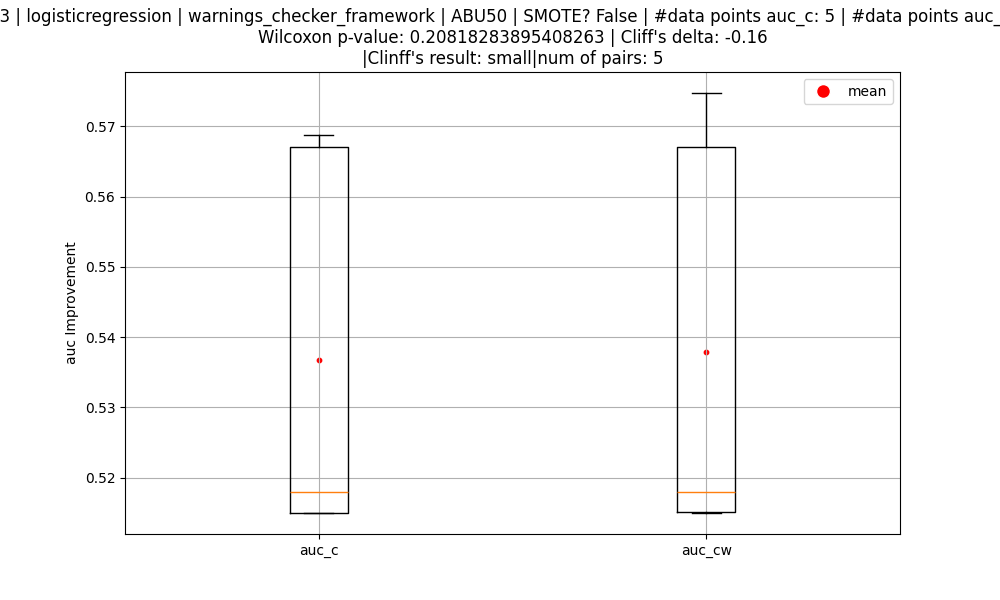 3 | logisticregression | warnings_checker_framework | ABU50 | SMOTE? False | #data points auc_c: 5 | #data points auc_
Wilcoxon p-value: 0.20818283895408263 | Cliff's delta: -0.16
|Clinff's result: small|num of pairs: 5
mean
0.57
0.56
0.55
0.54
0.53
0.52
auc Improvement
auc_c
auc_cw